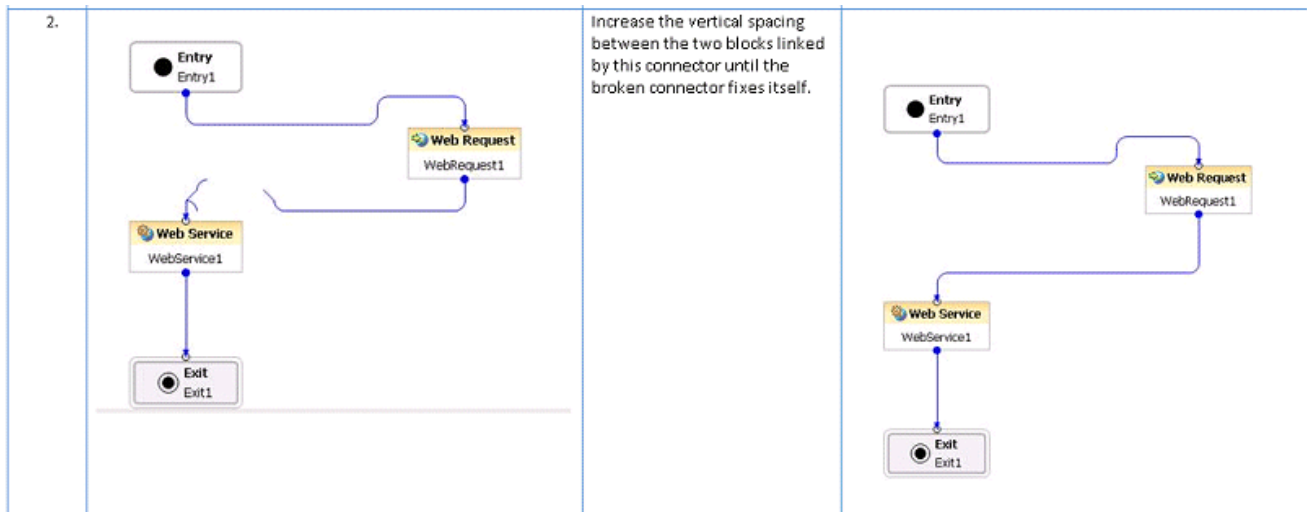 2.
Entry
Entry1
Web Request
WebRequest1
Web Service
WebService1
Exit
Exit1
Increase the vertical spacing
between the two blocks linked
by this connector until the
broken connector fixes itself.
Entry
Entry1
Web Request
WebRequest1
Web Service
WebService1
Exit
Exit1